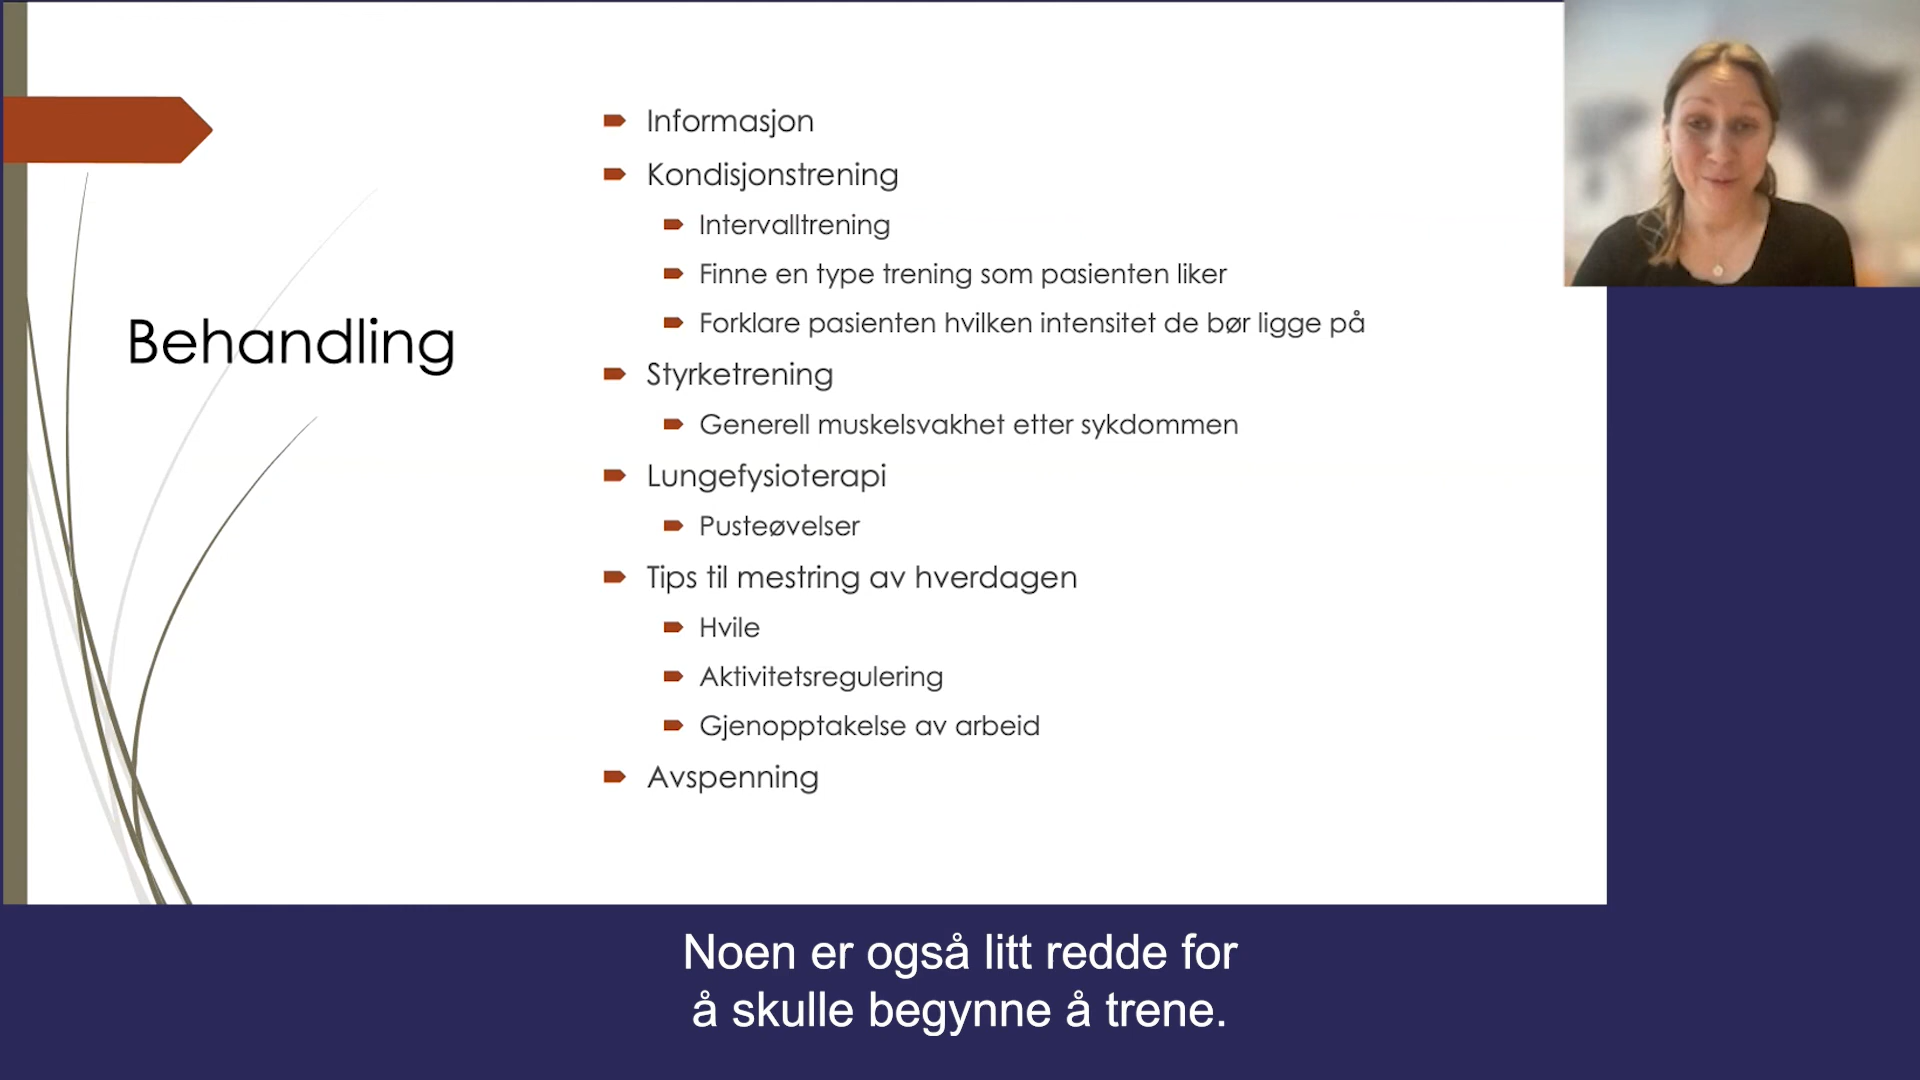 Behandling
Informasjon
Kondisjonstrening
Intervalltrening
Finne en type trening som pasienten liker
Forklare pasienten hvilken intensitet de bør ligge på
Styrketrening
Generell muskelsvakhet etter sykdommen
Lungefysioterapi
Pusteøvelser
Tips til mestring av hverdagen
Hvile
Aktivitetsregulering
Gjenopptakelse av arbeid
Avspenning
Noen er også litt redde for
å skulle begynne å trene.